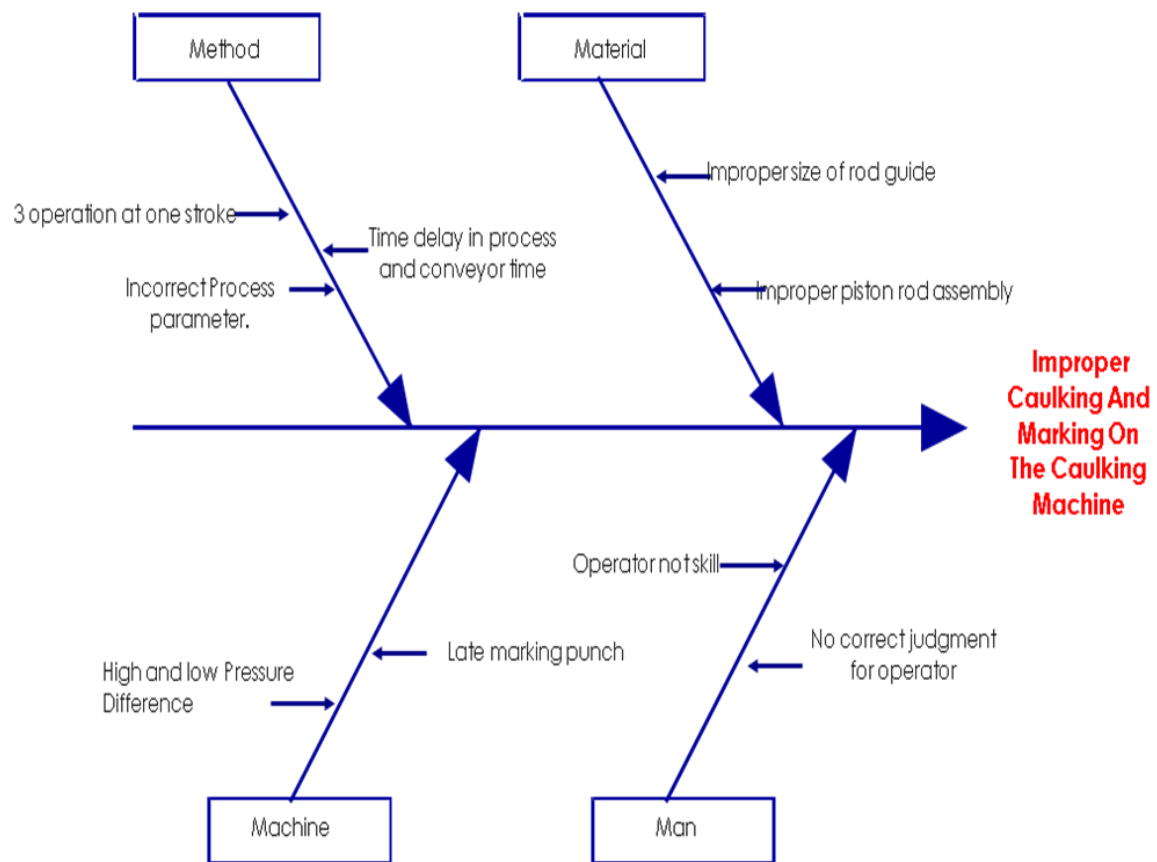 Method
Material
Improper size of rod guide
3 operation at one stroke
Time delay in process
and conveyor time
Incorrect Process
parameter.
Improper piston rod assembly
Improper
Caulking And
Marking On
The Caulking
Machine
Operator not skill
No correct judgment
for operator
Late marking punch
High and low Pressure
Difference
Machine
Man